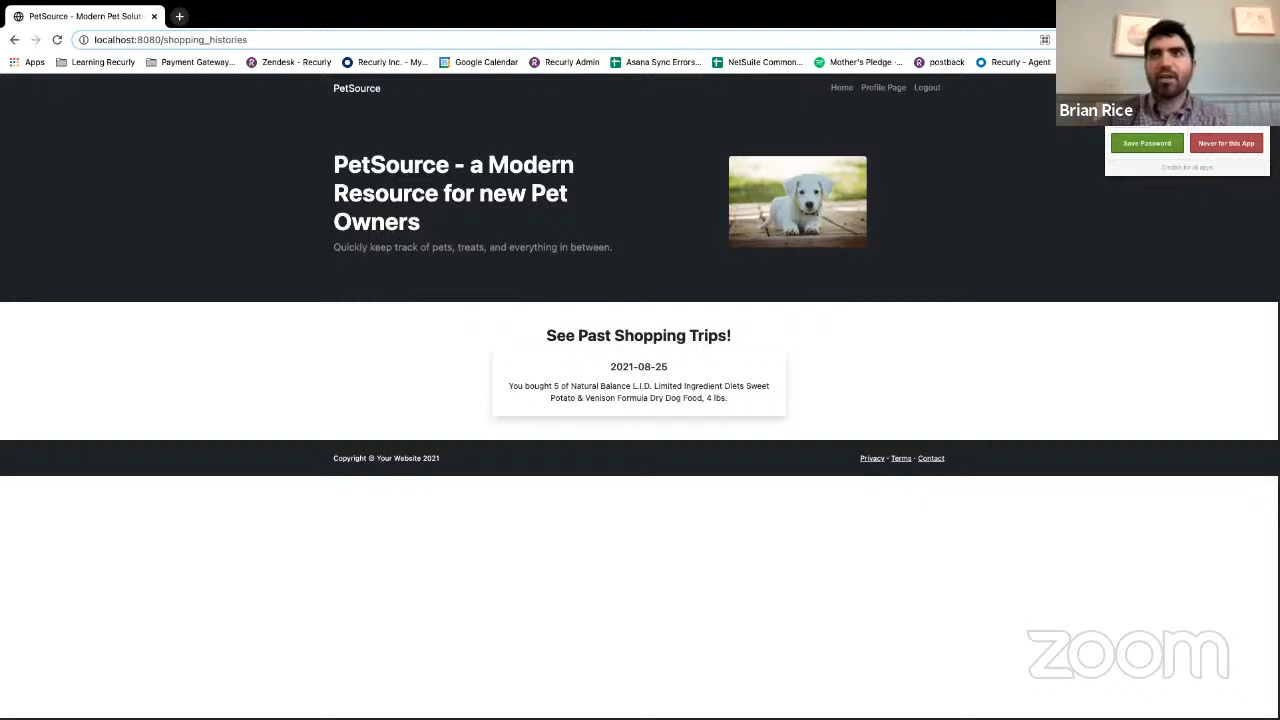 PetSource - Modern Pet Soluti
localhost:8080/shopping_histories
Apps Learning Recurly Payment Gateway... Zendesk - Recurly Recurly Inc. - My... Google Calendar Recurly Admin Asana Sync Errors... NetSuite Common... Mother's Pledge -... postback Recurly - Agent
Brian Rice
Save Password Never for this App
Disable for all apps
PetSource Home Profile Page Logout
PetSource - a Modern
Resource for new Pet
Owners
Quickly keep track of pets, treats, and everything in between.
See Past Shopping Trips!
2021-08-25
You bought 5 of Natural Balance L.I.D. Limited Ingredient Diets Sweet
Potato & Venison Formula Dry Dog Food, 4 lbs.
Copyright © Your Website 2021 Privacy · Terms · Contact
zoom